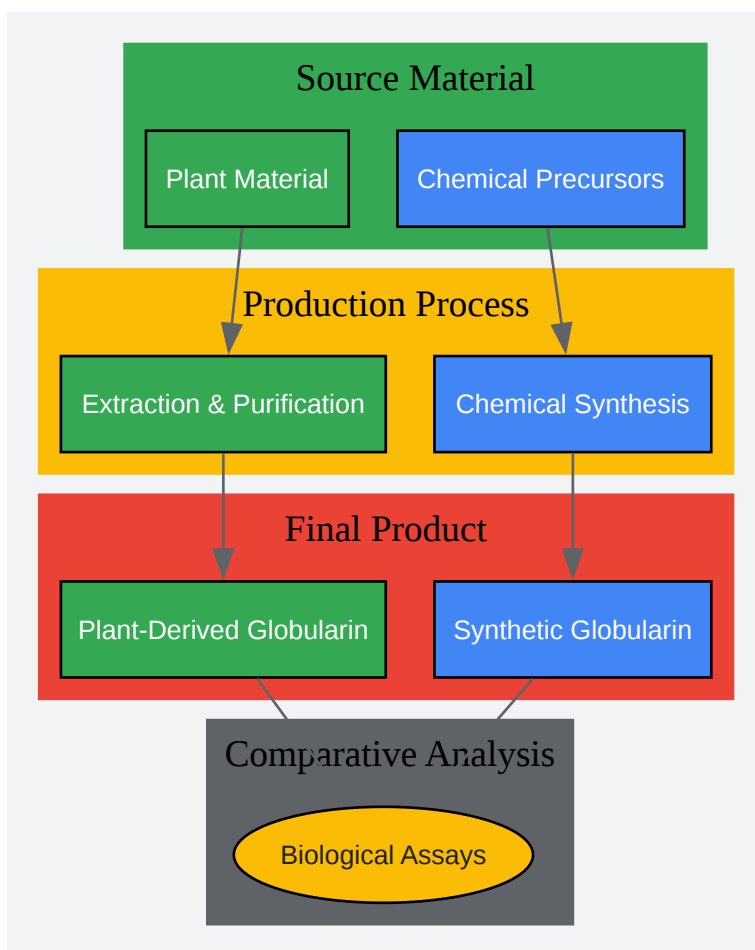 Source Material
Plant Material
Chemical Precursors
Production Process
Extraction & Purification
Chemical Synthesis
Final Product
Plant-Derived Globularin
Synthetic Globularin
Comparative Analysis
Biological Assays